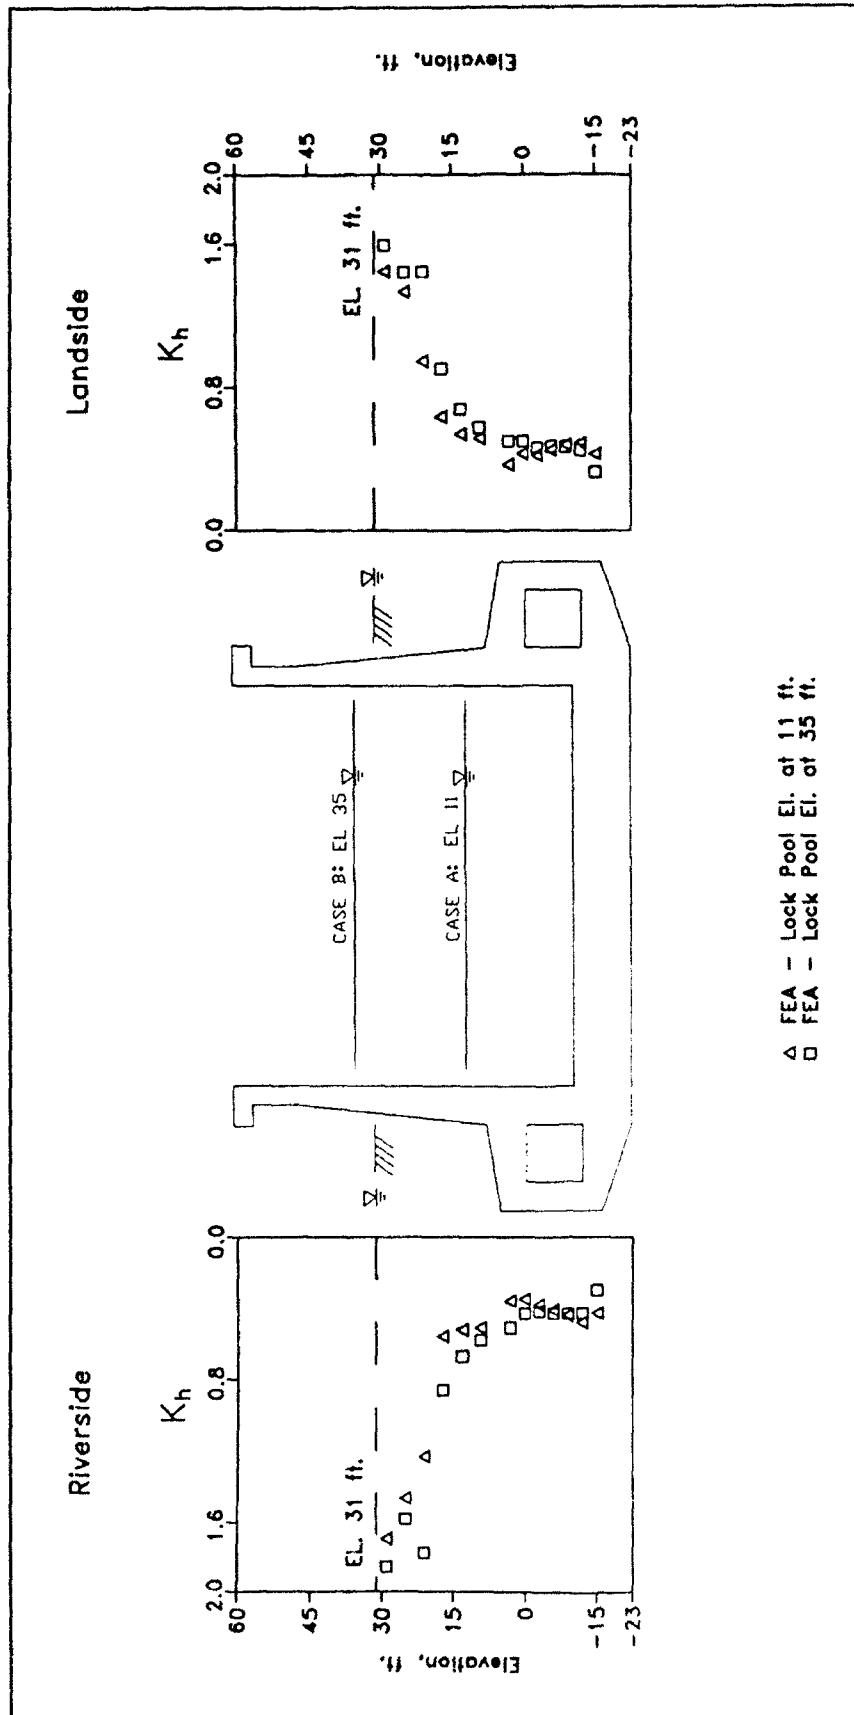 Riverside
Landside
K_h
K_h
0.0
0.8
1.6
2.0
0.0
0.8
1.6
2.0
Elevation, ft.
60
45
30
15
0
-15
-23
EL. 31 ft.
CASE B: EL 35
CASE A: EL 11
EL. 31 ft.
60
45
30
15
0
-15
-23
Elevation, ft.
△ FEA - Lock Pool El. at 11 ft.
□ FEA - Lock Pool El. at 35 ft.